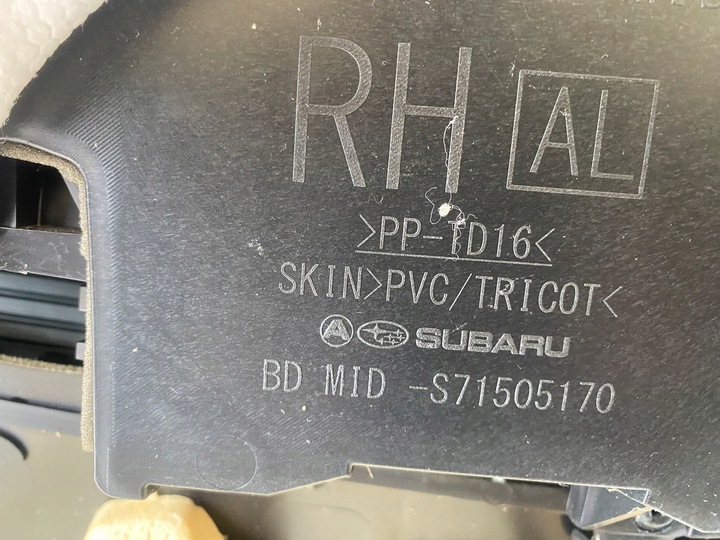 RH AL
>PP-TD16<
SKIN>PVC/TRICOT<
A SUBARU
BD MID -S71505170